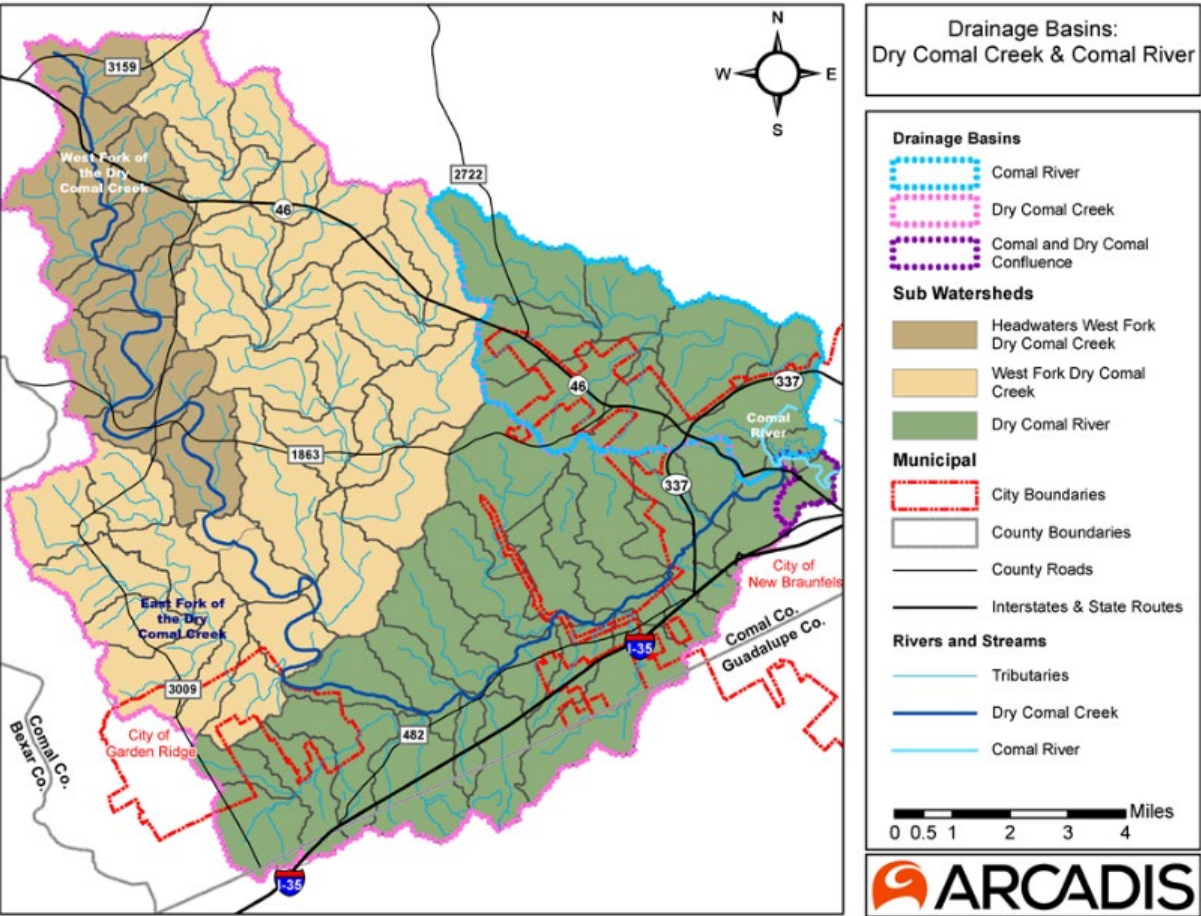 N
W
E
S
3159
West Fork of
the Dry
Comal Creek
2722
46
46
337
Comal
River
1863
337
City of
New Braunfels
East Fork of
the Dry
Comal Creek
Comal Co.
Guadalupe Co.
I-35
3009
City of
Garden Ridge
482
Comal Co.
Bexar Co.
I-35
Drainage Basins:
Dry Comal Creek & Comal River
Drainage Basins
Comal River
Dry Comal Creek
Comal and Dry Comal
Confluence
Sub Watersheds
Headwaters West Fork
Dry Comal Creek
West Fork Dry Comal
Creek
Dry Comal River
Municipal
City Boundaries
County Boundaries
County Roads
Interstates & State Routes
Rivers and Streams
Tributaries
Dry Comal Creek
Comal River
Miles
0 0.5 1 2 3 4
ARCADIS